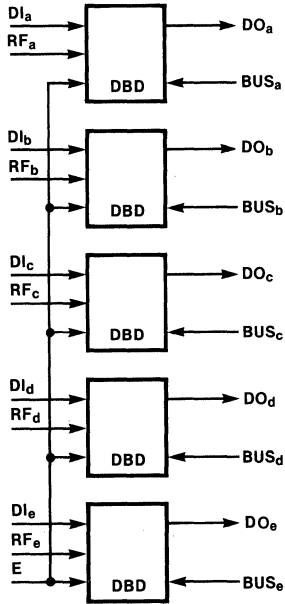 DIa DOa
RFa
DBD BUSa
DIb DOb
RFb
DBD BUSb
DIc DOc
RFc
DBD BUSc
DId DOd
RFd
DBD BUSd
DIe DOe
RFe
E DBD BUSe